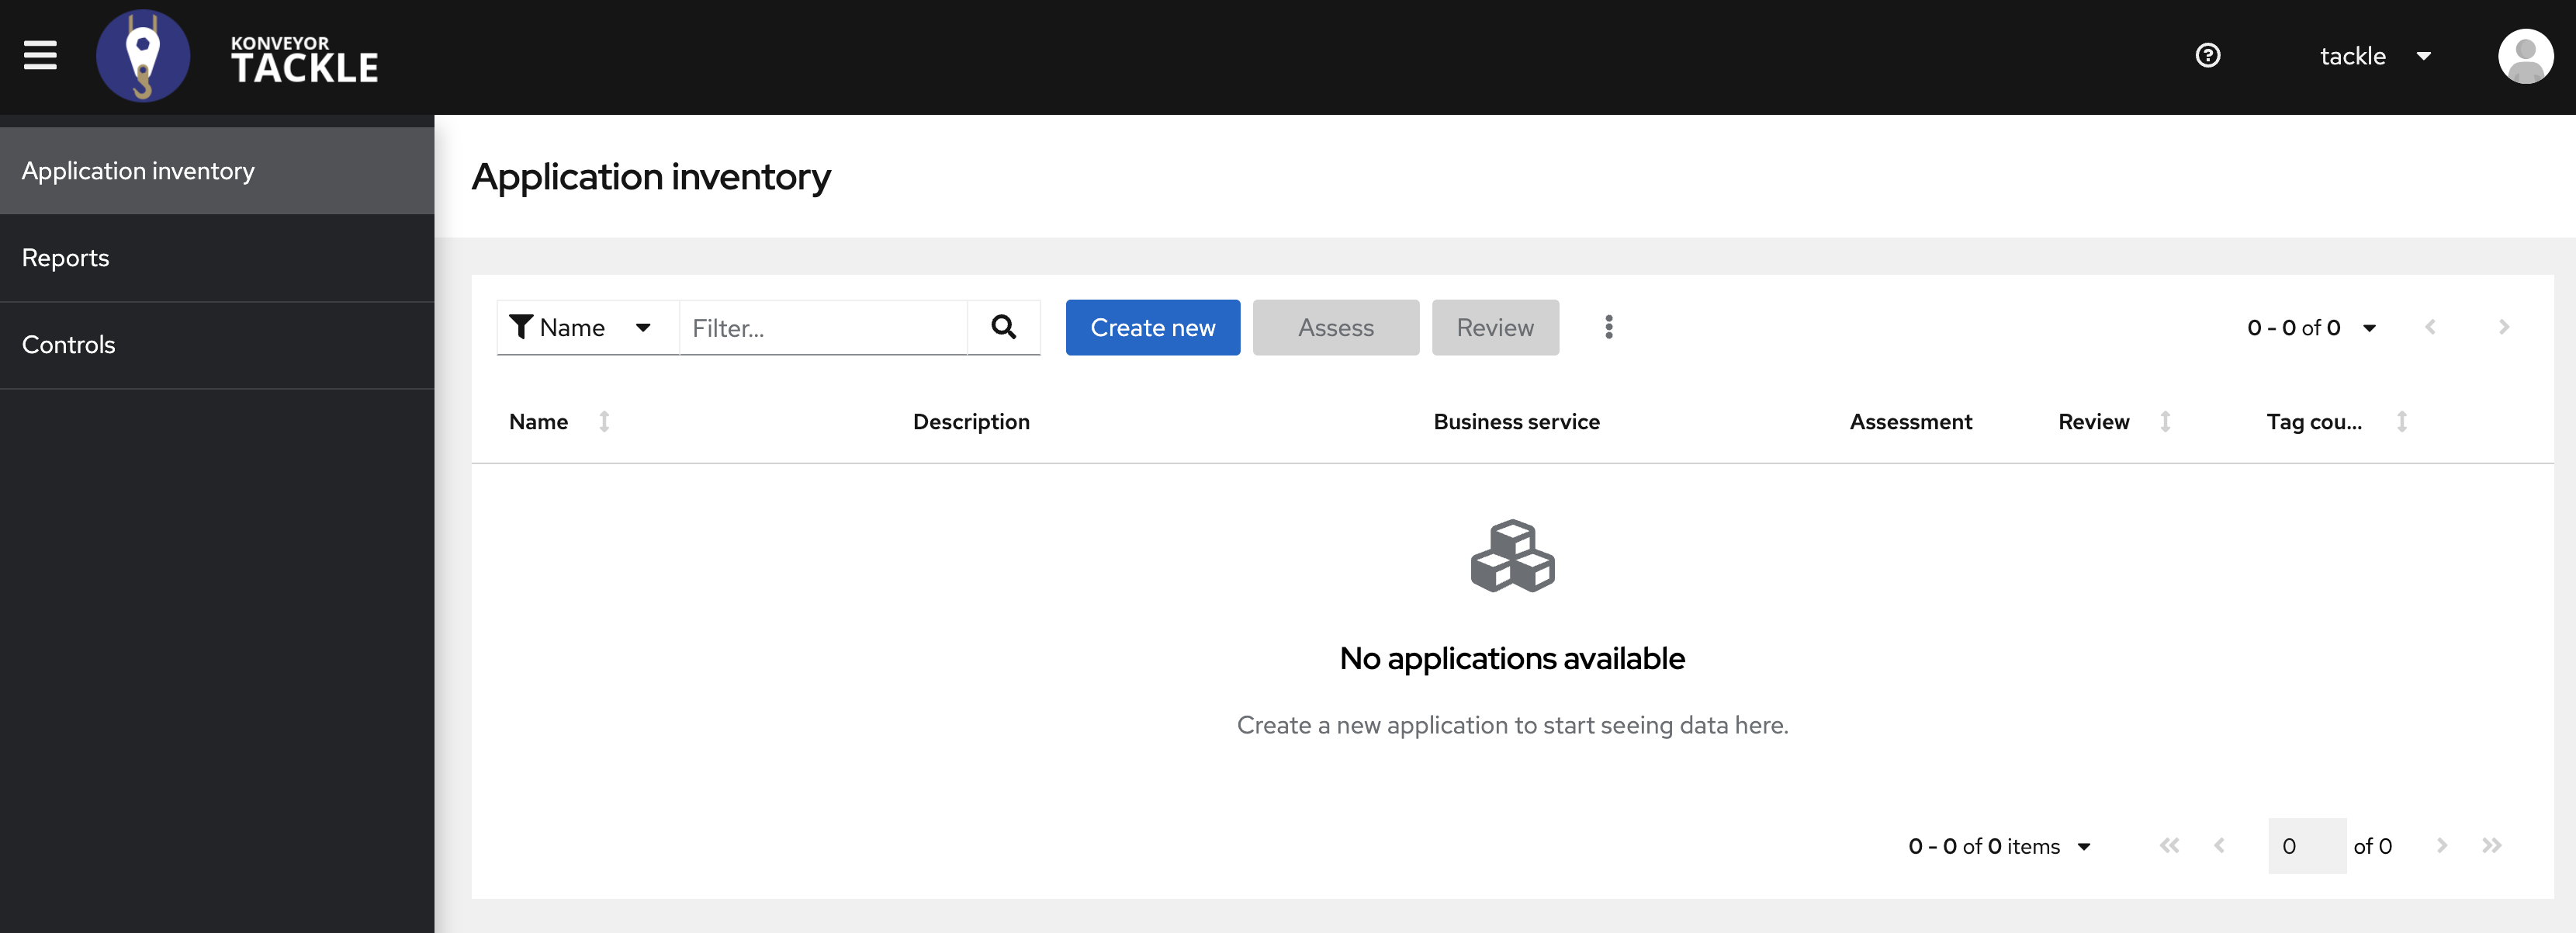 KONVEYOR
TACKLE
tackle
Application inventory
Reports
Controls
Application inventory
Name Filter... Create new Assess Review 0 - 0 of 0
Name Description Business service Assessment Review Tag cou...
No applications available
Create a new application to start seeing data here.
0 - 0 of 0 items 0 of 0